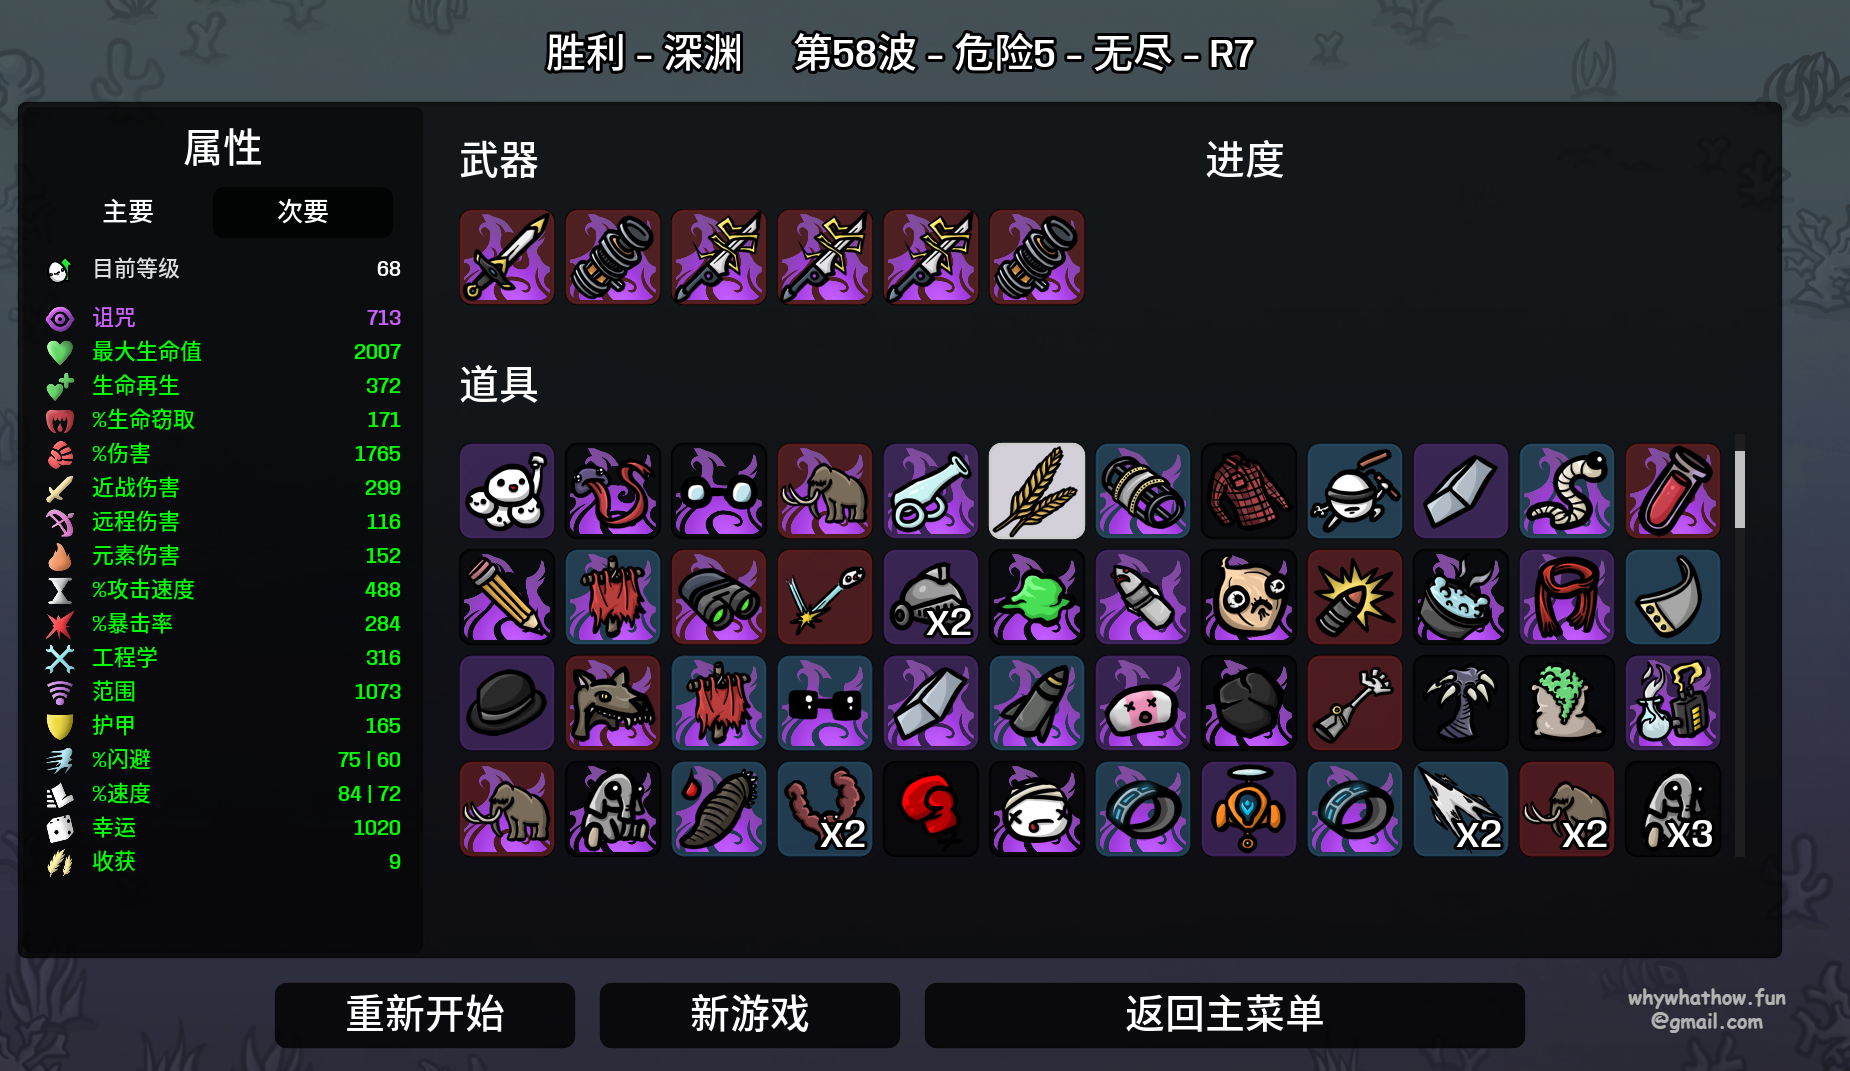 胜利 - 深渊 第58波 - 危险5 - 无尽 - R7
属性
主要 次要
目前等级 68
诅咒 713
最大生命值 2007
生命再生 372
%生命窃取 171
%伤害 1765
近战伤害 299
远程伤害 116
元素伤害 152
%攻击速度 488
%暴击率 284
工程学 316
范围 1073
护甲 165
%闪避 75 | 60
%速度 84 | 72
幸运 1020
收获 9
武器
进度
道具
X2
X2 X2 X2 X3
重新开始 新游戏 返回主菜单
whywhathow.fun
@gmail.com